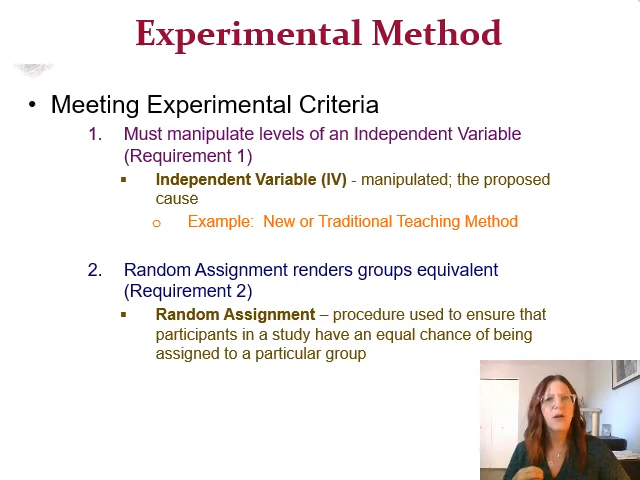 Experimental Method
• Meeting Experimental Criteria
1. Must manipulate levels of an Independent Variable
(Requirement 1)
▪ Independent Variable (IV) - manipulated; the proposed
cause
o Example: New or Traditional Teaching Method
2. Random Assignment renders groups equivalent
(Requirement 2)
▪ Random Assignment – procedure used to ensure that
participants in a study have an equal chance of being
assigned to a particular group